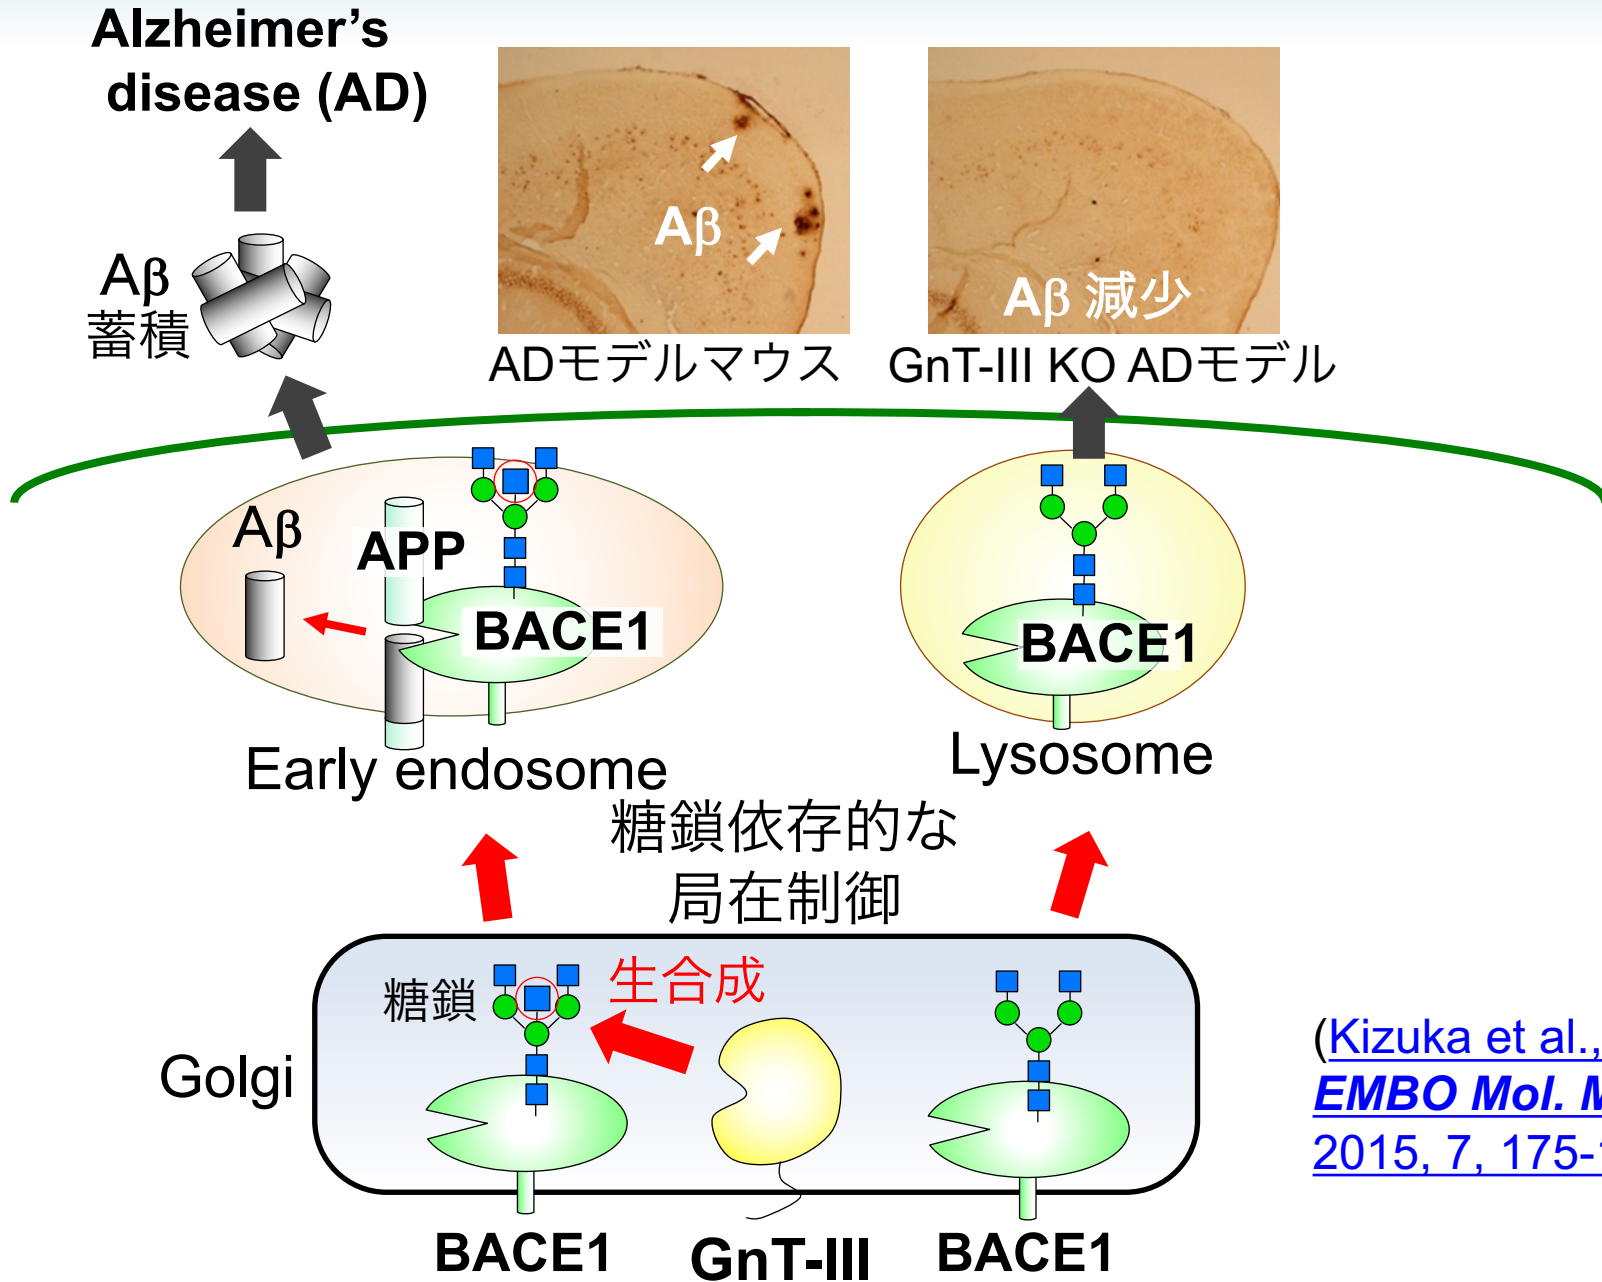 Alzheimer's
disease (AD)
Aβ
蓄積
Aβ
Aβ 減少
ADモデルマウス
GnT-III KO ADモデル
Aβ
APP
BACE1
BACE1
Early endosome
Lysosome
糖鎖依存的な
局在制御
糖鎖
生合成
Golgi
BACE1
GnT-III
BACE1
(Kizuka et al.,
EMBO Mol.
2015, 7, 175-